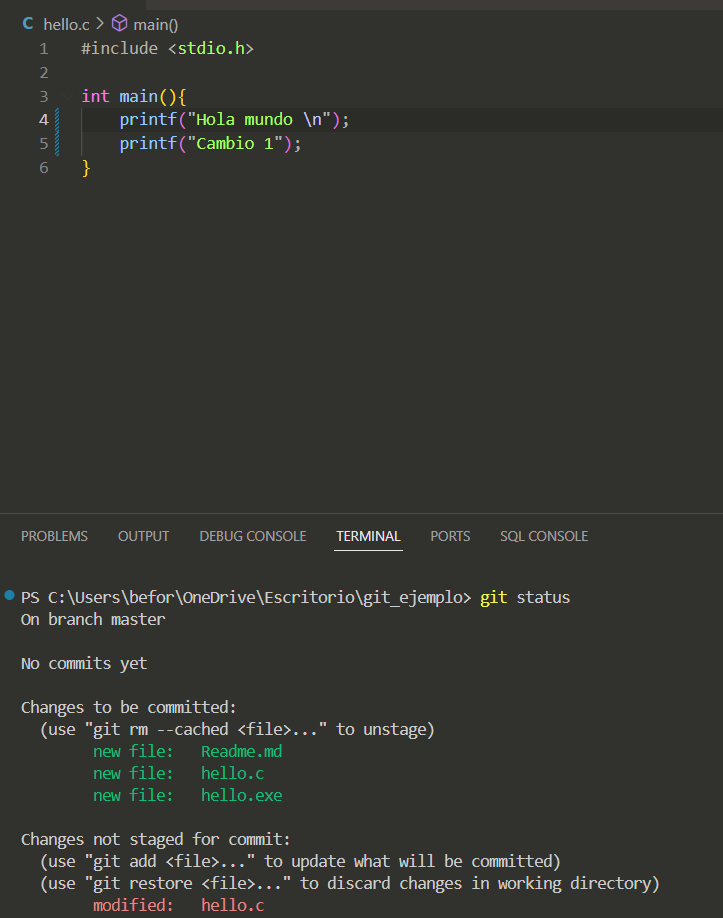 C hello.c > main()
1 #include <stdio.h>
2
3 int main(){
4     printf("Hola mundo \n");
5     printf("Cambio 1");
6 }
PROBLEMS OUTPUT DEBUG CONSOLE TERMINAL PORTS SQL CONSOLE
PS C:\Users\befor\OneDrive\Escritorio\git_ejemplo> git status
On branch master
No commits yet
Changes to be committed:
  (use "git rm --cached <file>..." to unstage)
        new file:   Readme.md
        new file:   hello.c
        new file:   hello.exe
Changes not staged for commit:
  (use "git add <file>..." to update what will be committed)
  (use "git restore <file>..." to discard changes in working directory)
        modified:   hello.c